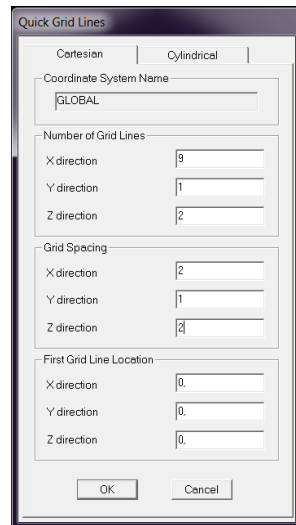 Quick Grid Lines
Cartesian Cylindrical
Coordinate System Name
GLOBAL
Number of Grid Lines
X direction 9
Y direction 1
Z direction 2
Grid Spacing
X direction 2
Y direction 1
Z direction 2
First Grid Line Location
X direction 0,
Y direction 0,
Z direction 0,
OK Cancel